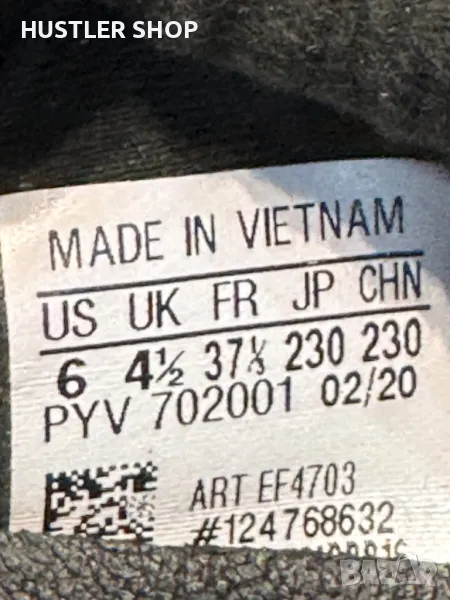 HUSTLER SHOP
MADE IN VIETNAM
US UK FR JP CHN
6 4½ 37⅓ 230 230
PYV 702001 02/20
ART EF4703
#124768632
bazar